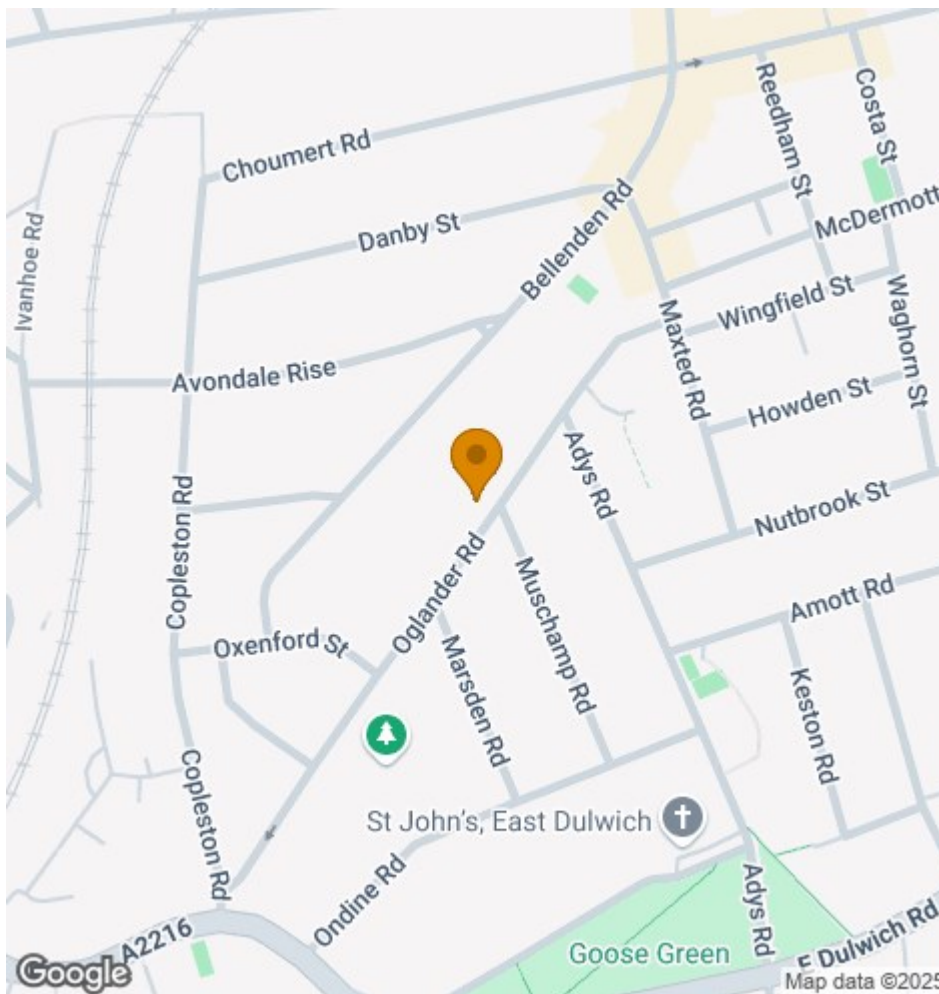 Reedham St
Costa St
Choumert Rd
Bellenden Rd
McDermott
Danby St
Ivanhoe Rd
Wingfield St
Waghorn St
Maxted Rd
Avondale Rise
Howden St
Adys Rd
Copleston Rd
Nutbrook St
Oglander Rd
Muschamp Rd
Amott Rd
Oxenford St
Marsden Rd
Keston Rd
Copleston Rd
St John's, East Dulwich
Ondine Rd
Adys Rd
A2216
Goose Green
E Dulwich Rd
Google
Map data ©2025